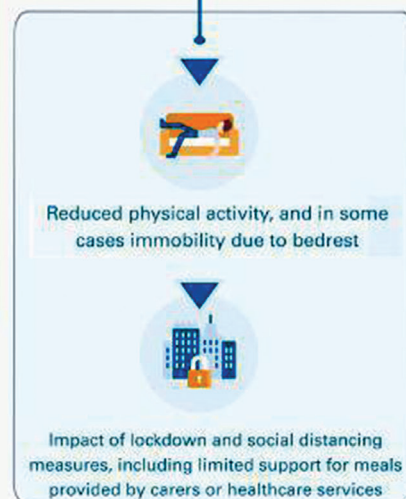 Reduced physical activity, and in some
cases immobility due to bedrest
Impact of lockdown and social distancing
measures, including limited support for meals
provided by carers or healthcare services